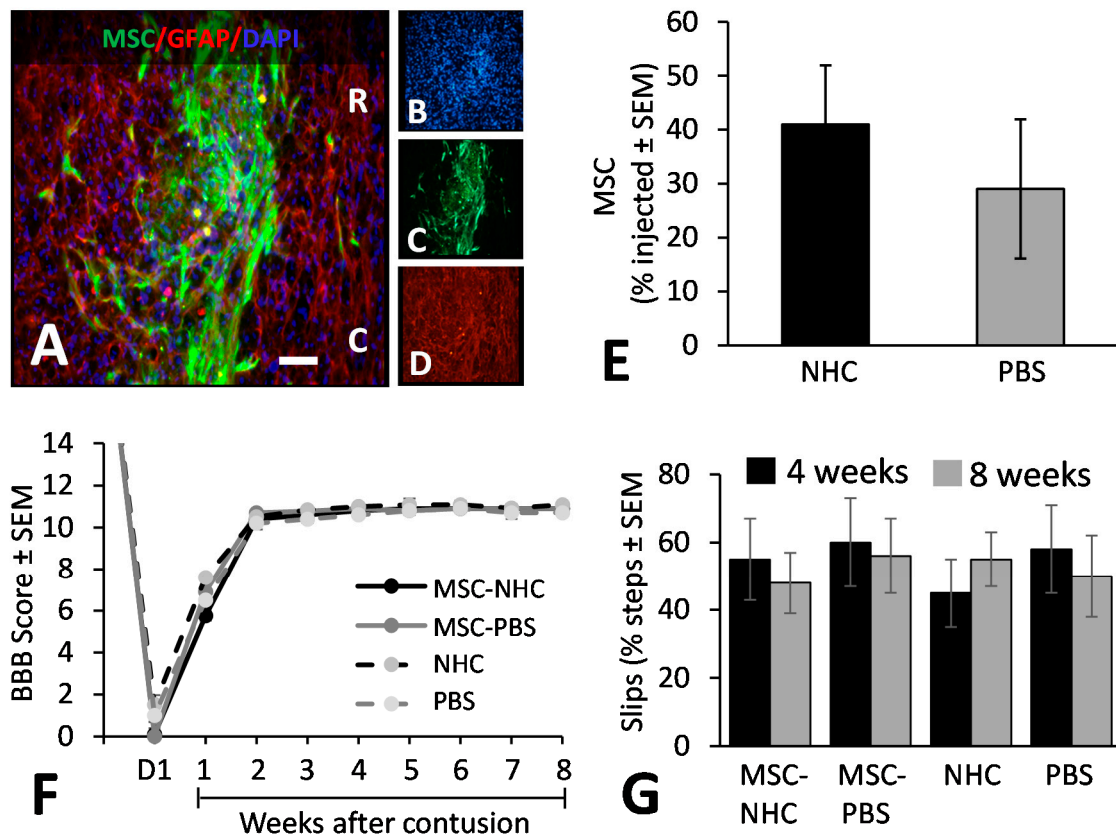 MSC/GFAP/DAPI
R
C
A
B
C
D
MSC
(% injected ± SEM)
60
50
40
30
20
10
0
NHC PBS
E
BBB Score ± SEM
14
12
10
8
6
4
2
0
MSC-NHC
MSC-PBS
NHC
PBS
D1 1 2 3 4 5 6 7 8
Weeks after contusion
F
Slips (% steps ± SEM
80
60
40
20
0
4 weeks 8 weeks
MSC-
NHC
MSC-
PBS
NHC
PBS
G